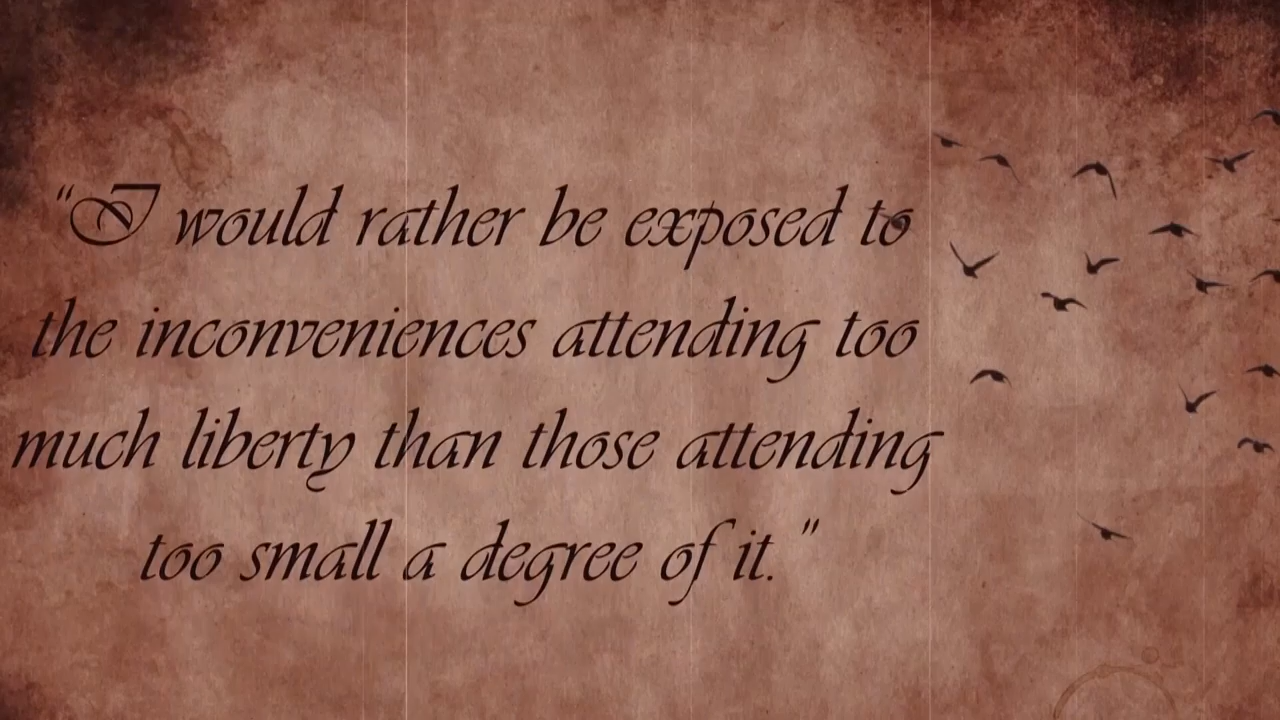 “I would rather be exposed to
the inconveniences attending too
much liberty than those attending
too small a degree of it."